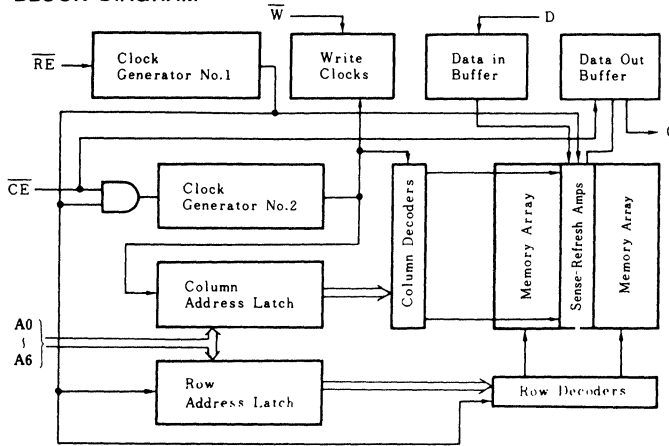 BLOCK DIAGRAM
W
D
RE
Clock
Generator No.1
Write
Clocks
Data in
Buffer
Data Out
Buffer
CE
Clock
Generator No.2
Column Decoders
Memory Array
Sense-Refresh Amps
Memory Array
Column
Address Latch
A0
~
A6
Row
Address Latch
Row Decoders